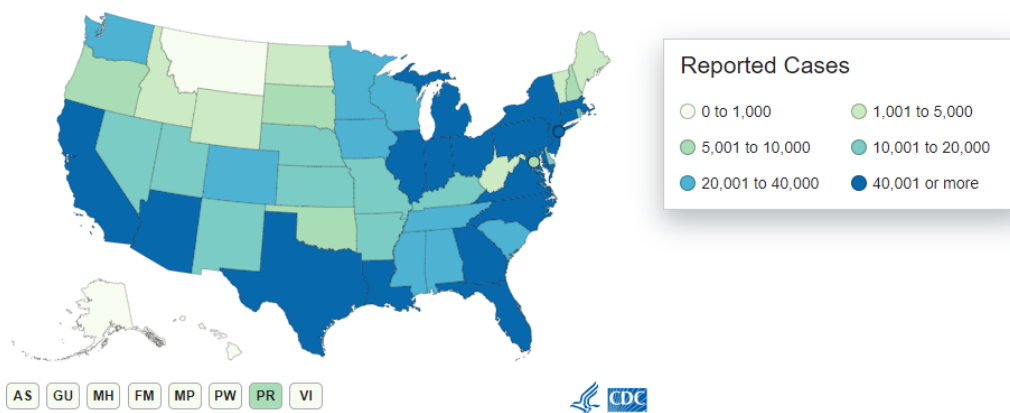 Reported Cases
0 to 1,000
1,001 to 5,000
5,001 to 10,000
10,001 to 20,000
20,001 to 40,000
40,001 or more
AS GU MH FM MP PW PR VI
CDC